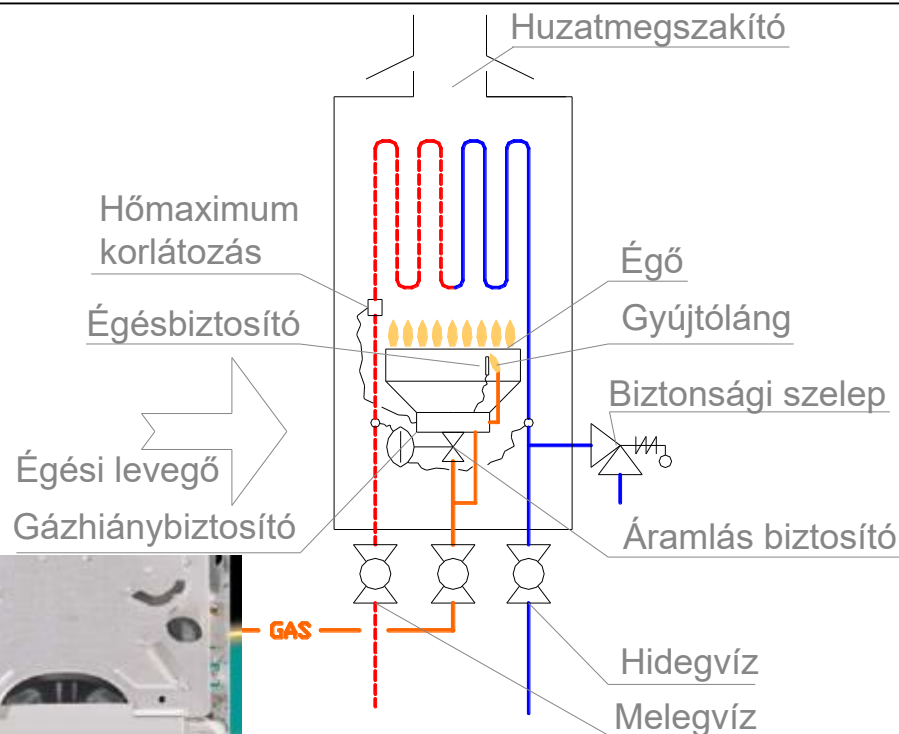 Huzatmegszakító
Hőmaximum
korlátozás
Égő
Égésbiztosító
Gyújtóláng
Biztonsági szelep
Égési levegő
Gázhiánybiztosító
Áramlás biztosító
GAS
Hidegvíz
Melegvíz